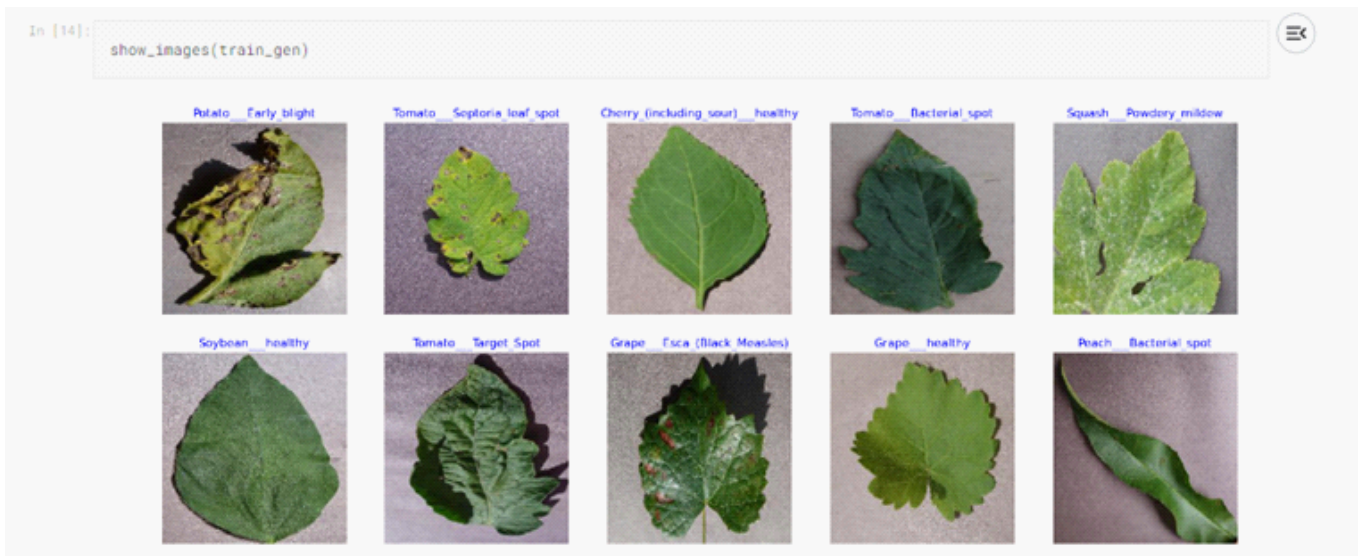 In [14]:
show_images(train_gen)
Potato___Early_blight
Tomato___Septoria_leaf_spot
Cherry_(including_sour)___healthy
Tomato___Bacterial_spot
Squash___Powdery_mildew
Soybean___healthy
Tomato___Target_Spot
Grape___Esca_(Black_Measles)
Grape___healthy
Peach___Bacterial_spot